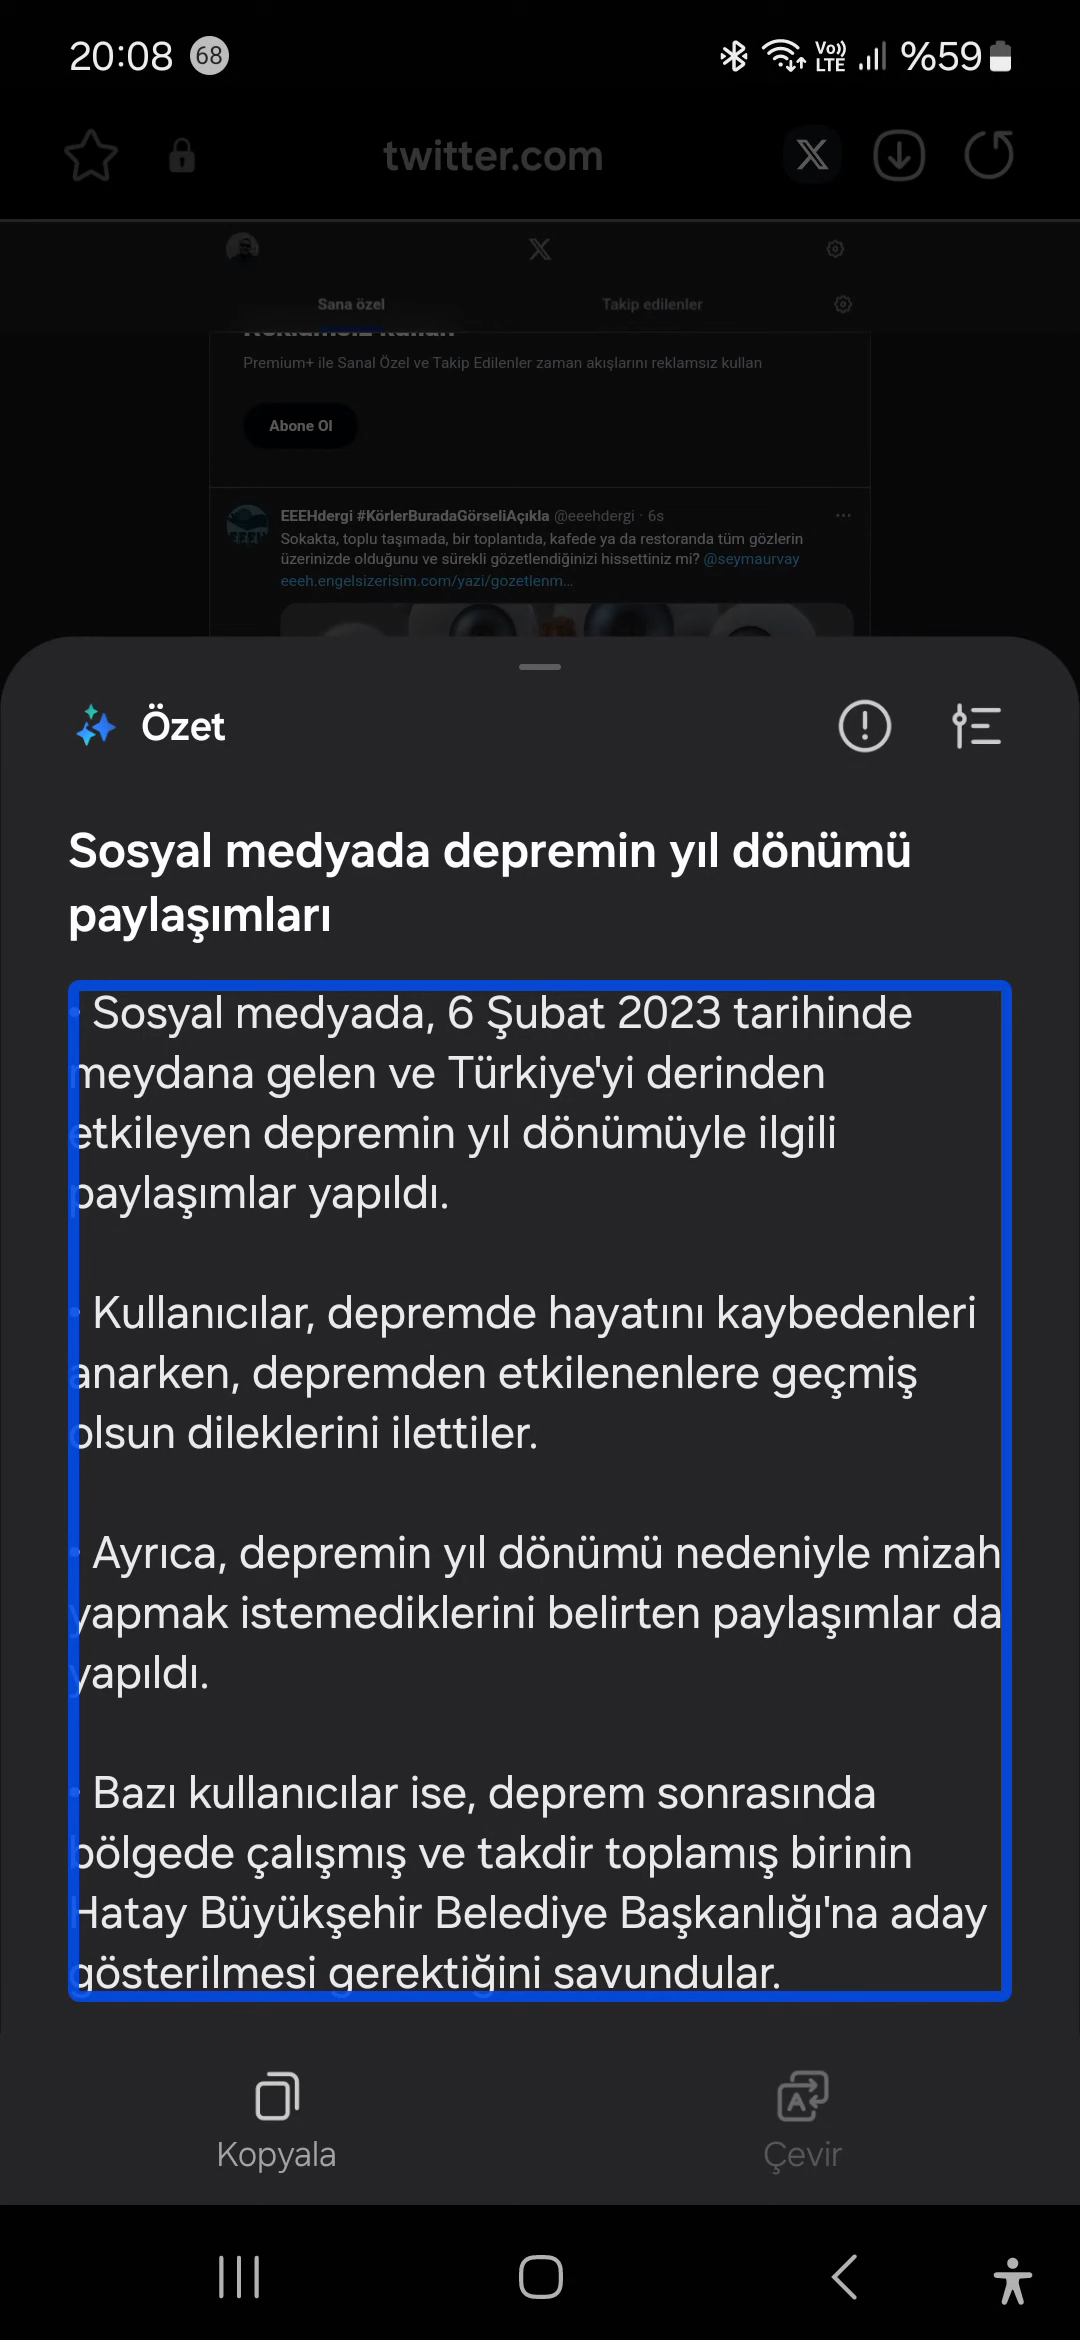 20:08 68 Vo)) LTE %59
twitter.com
Sana özel Takip edilenler
Premium+ ile Sanal Özel ve Takip Edilenler zaman akışlarını reklamsız kullan
Abone Ol
EEEHdergi #KörlerBuradaGörseliAçıkla @eeehdergi · 6s
Sokakta, toplu taşımada, bir toplantıda, kafede ya da restoranda tüm gözlerin
üzerinizde olduğunu ve sürekli gözetlendiğinizi hissettiniz mi? @seymaurvay
eeeh.engelsizerisim.com/yazi/gozetlenm...
Özet
Sosyal medyada depremin yıl dönümü
paylaşımları
• Sosyal medyada, 6 Şubat 2023 tarihinde
meydana gelen ve Türkiye'yi derinden
etkileyen depremin yıl dönümüyle ilgili
paylaşımlar yapıldı.
• Kullanıcılar, depremde hayatını kaybedenleri
anarken, depremden etkilenenlere geçmiş
olsun dileklerini ilettiler.
• Ayrıca, depremin yıl dönümü nedeniyle mizah
yapmak istemediklerini belirten paylaşımlar da
yapıldı.
• Bazı kullanıcılar ise, deprem sonrasında
bölgede çalışmış ve takdir toplamış birinin
Hatay Büyükşehir Belediye Başkanlığı'na aday
gösterilmesi gerektiğini savundular.
Kopyala Çevir